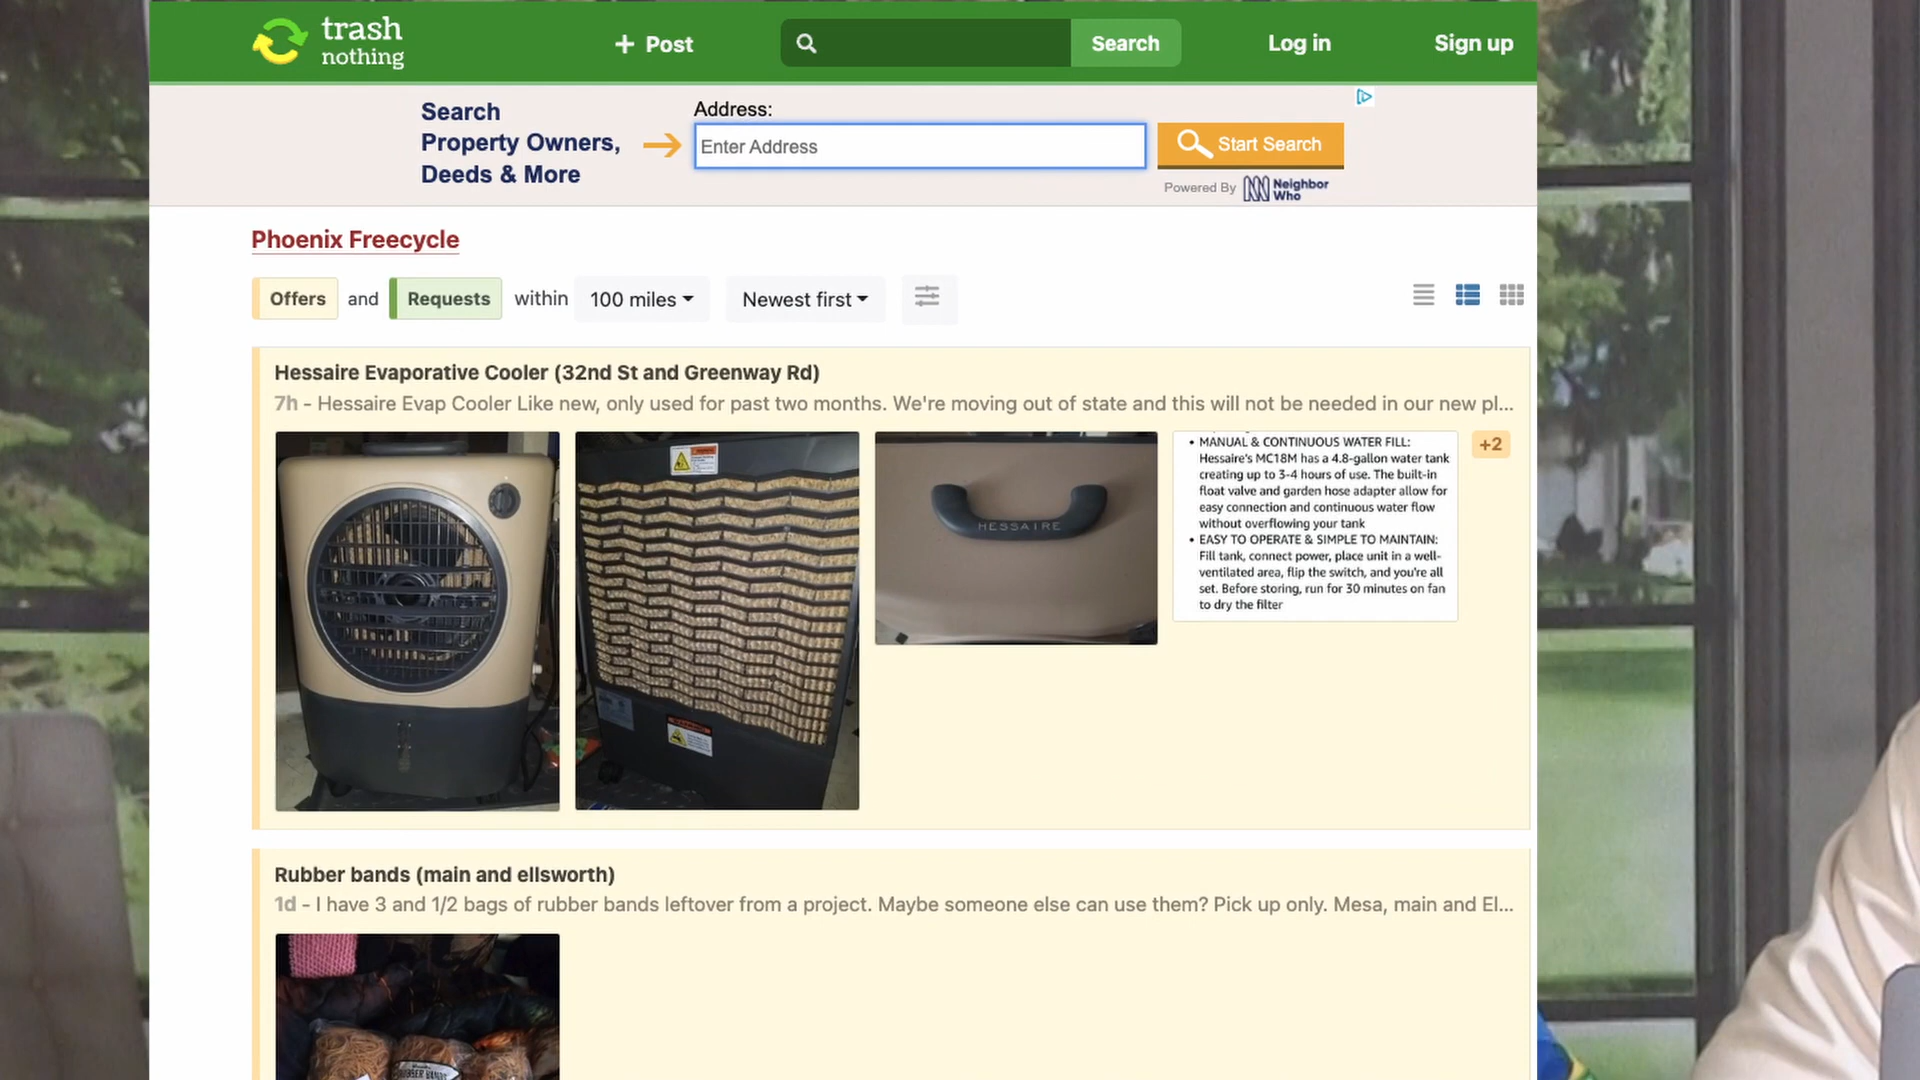 trash
nothing
+ Post
Search
Log in
Sign up
Search
Property Owners,
Deeds & More
Address:
Enter Address
Start Search
Powered By Neighbor
Who
Phoenix Freecycle
Offers and Requests within 100 miles Newest first
Hessaire Evaporative Cooler (32nd St and Greenway Rd)
7h - Hessaire Evap Cooler Like new, only used for past two months. We're moving out of state and this will not be needed in our new pl...
HESSAIRE
• MANUAL & CONTINUOUS WATER FILL:
Hessaire's MC18M has a 4.8-gallon water tank
creating up to 3-4 hours of use. The built-in
float valve and garden hose adapter allow for
easy connection and continuous water flow
without overflowing your tank
• EASY TO OPERATE & SIMPLE TO MAINTAIN:
Fill tank, connect power, place unit in a well-
ventilated area, flip the switch, and you're all
set. Before storing, run for 30 minutes on fan
to dry the filter
+2
Rubber bands (main and ellsworth)
1d - I have 3 and 1/2 bags of rubber bands leftover from a project. Maybe someone else can use them? Pick up only. Mesa, main and El...
RUBBER BANDS